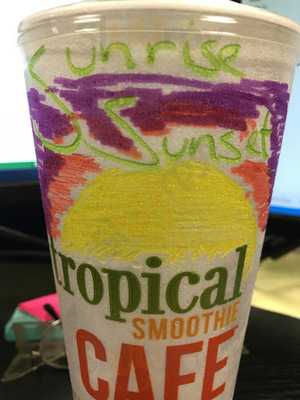 Sunrise
Sunset
tropical
SMOOTHIE
CAFE